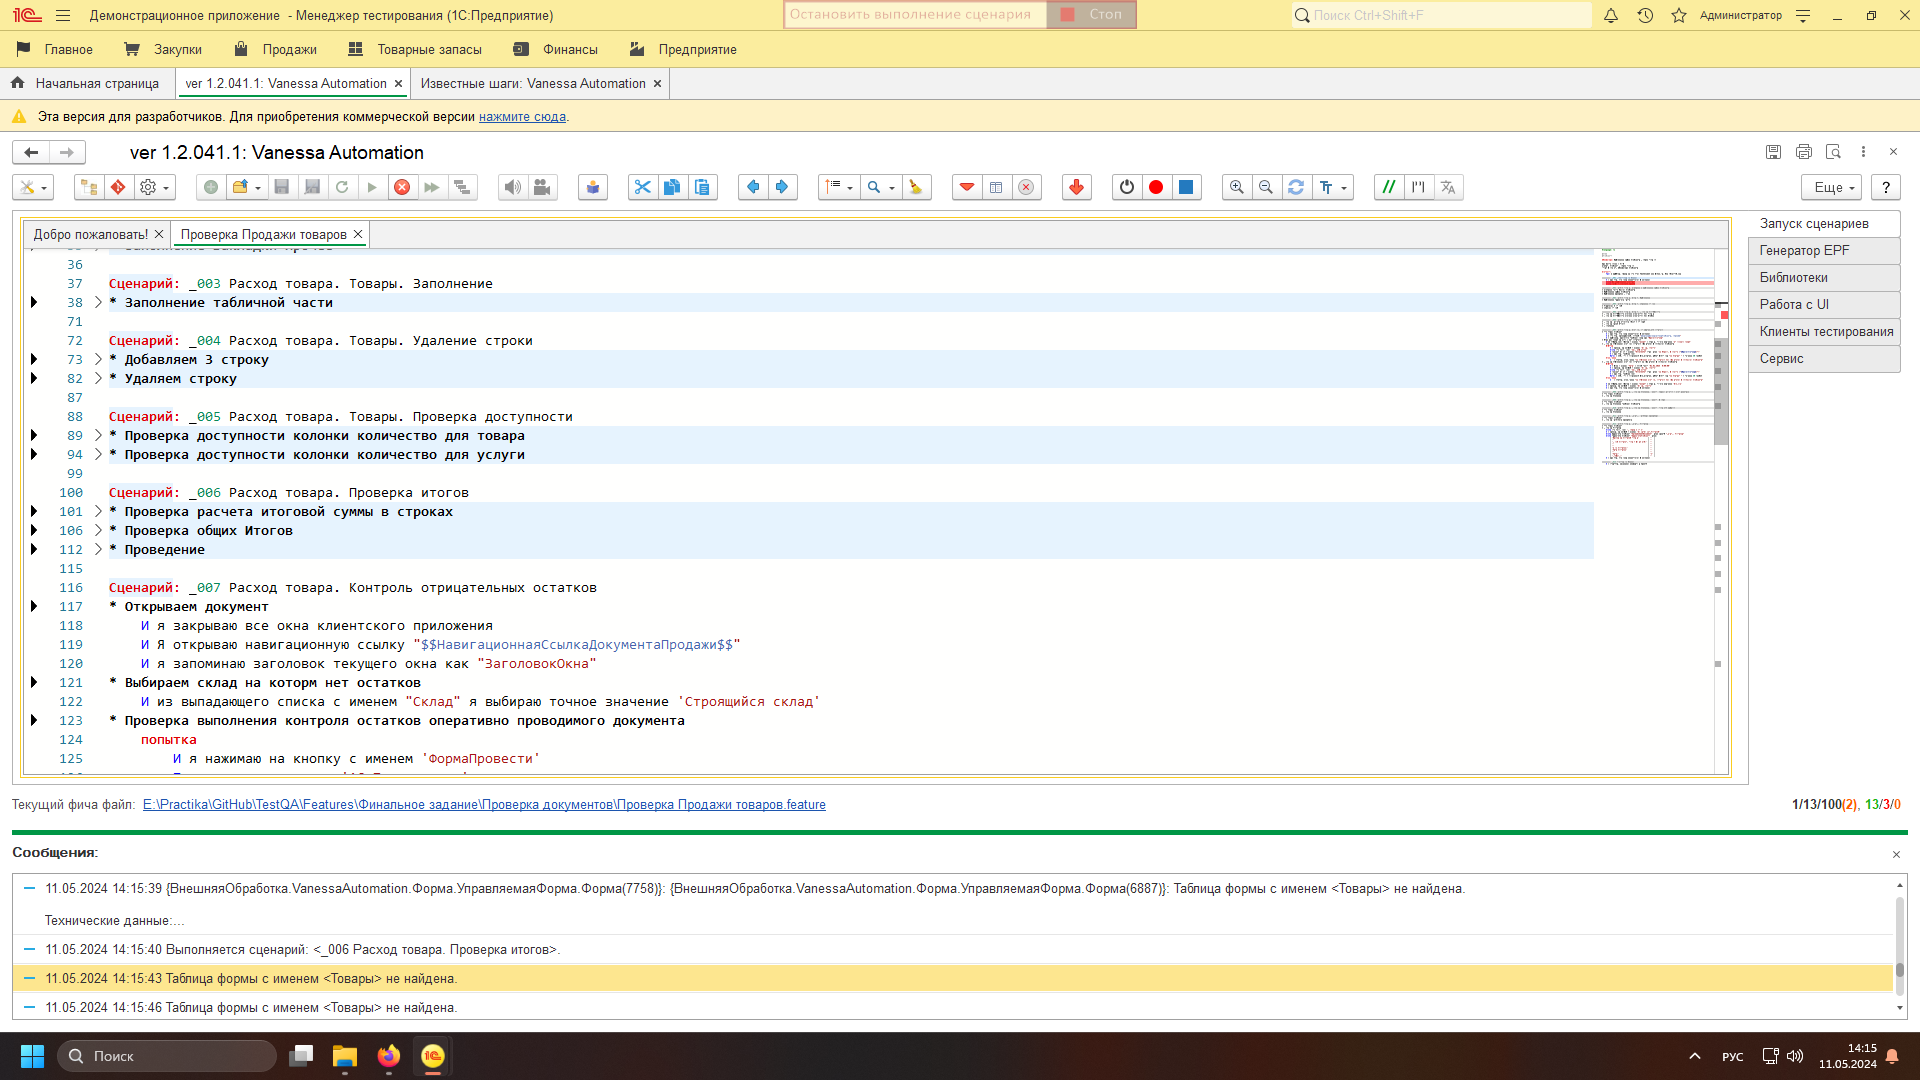 Демонстрационное приложение - Менеджер тестирования (1С:Предприятие)
Остановить выполнение сценария
Стоп
Поиск Ctrl+Shift+F
Администратор
Главное
Закупки
Продажи
Товарные запасы
Финансы
Предприятие
Начальная страница
ver 1.2.041.1: Vanessa Automation
Известные шаги: Vanessa Automation
Эта версия для разработчиков. Для приобретения коммерческой версии нажмите сюда.
ver 1.2.041.1: Vanessa Automation
Еще
?
Добро пожаловать!
Проверка Продажи товаров
Запуск сценариев
Генератор EPF
Библиотеки
Работа с UI
Клиенты тестирования
Сервис
36
37 Сценарий: _003 Расход товара. Товары. Заполнение
38 * Заполнение табличной части
71
72 Сценарий: _004 Расход товара. Товары. Удаление строки
73 * Добавляем 3 строку
82 * Удаляем строку
87
88 Сценарий: _005 Расход товара. Товары. Проверка доступности
89 * Проверка доступности колонки количество для товара
94 * Проверка доступности колонки количество для услуги
99
100 Сценарий: _006 Расход товара. Проверка итогов
101 * Проверка расчета итоговой суммы в строках
106 * Проверка общих Итогов
112 * Проведение
115
116 Сценарий: _007 Расход товара. Контроль отрицательных остатков
117 * Открываем документ
118 И я закрываю все окна клиентского приложения
119 И Я открываю навигационную ссылку "$$НавигационнаяСсылкаДокументаПродажи$$"
120 И я запоминаю заголовок текущего окна как "ЗаголовокОкна"
121 * Выбираем склад на котором нет остатков
122 И из выпадающего списка с именем "Склад" я выбираю точное значение 'Строящийся склад'
123 * Проверка выполнения контроля остатков оперативно проводимого документа
124 попытка
125 И я нажимаю на кнопку с именем 'ФормаПровести'
Текущий фича файл: E:\Practika\GitHub\TestQA\Features\Финальное задание\Проверка документов\Проверка Продажи товаров.feature
1/13/100(2), 13/3/0
Сообщения:
11.05.2024 14:15:39 {ВнешняяОбработка.VanessaAutomation.Форма.УправляемаяФорма.Форма(7758)}: {ВнешняяОбработка.VanessaAutomation.Форма.УправляемаяФорма.Форма(6887)}: Таблица формы с именем <Товары> не найдена.
Технические данные:...
11.05.2024 14:15:40 Выполняется сценарий: <_006 Расход товара. Проверка итогов>.
11.05.2024 14:15:43 Таблица формы с именем <Товары> не найдена.
11.05.2024 14:15:46 Таблица формы с именем <Товары> не найдена.
Поиск
РУС
14:15
11.05.2024